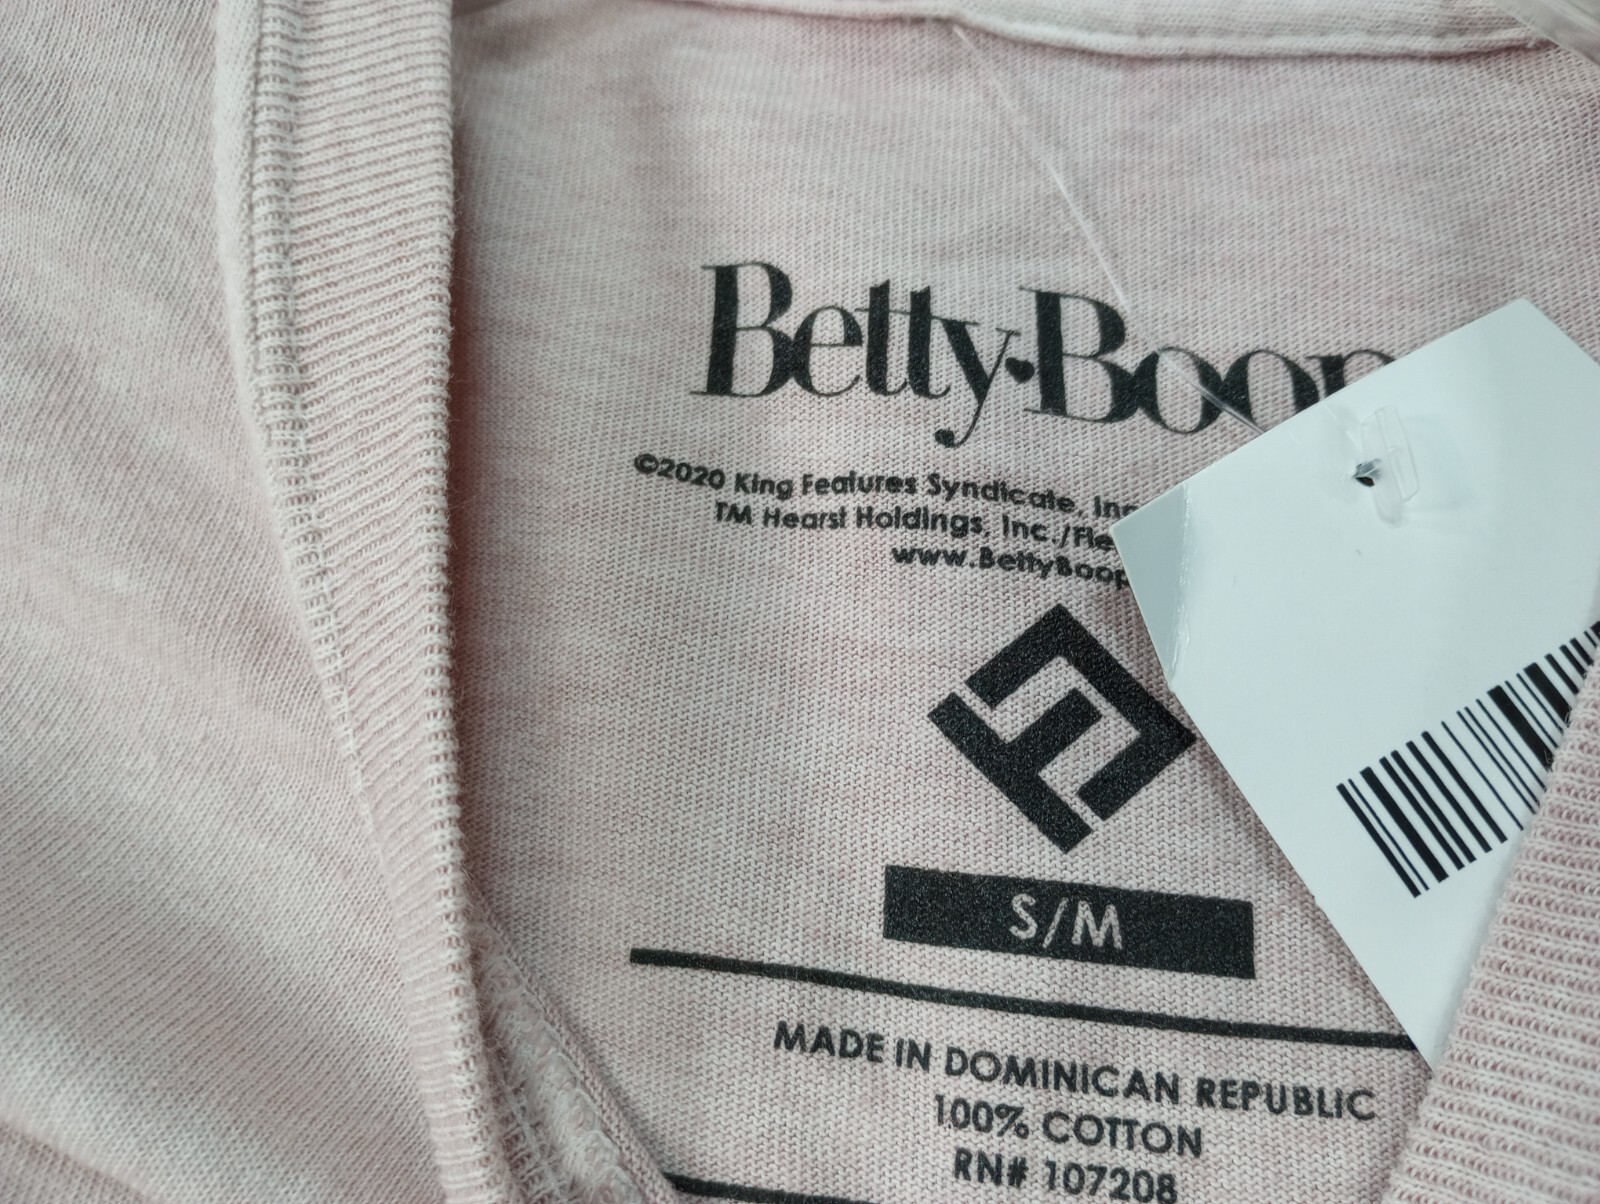 Betty Boop
©2020 King Features Syndicate, Inc
TM Hearst Holdings, Inc./Fle
www.BettyBoop
S/M
MADE IN DOMINICAN REPUBLIC
100% COTTON
RN# 107208